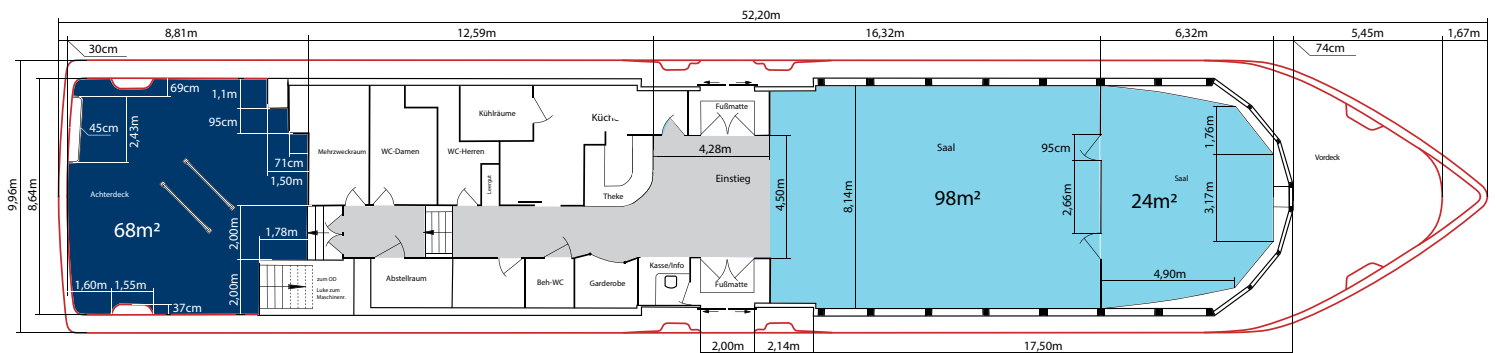 52,20m
8,81m
12,59m
16,32m
6,32m
5,45m
1,67m
30cm
74cm
9,96m
8,64m
69cm
1,1m
95cm
45cm
2,43m
71cm
1,50m
Achterdeck
68m²
2,00m
1,78m
2,00m
1,60m
1,55m
37cm
Mehrzweckraum
WC-Damen
WC-Herren
Kühlräume
Leergut
Theke
Fußmatte
4,28m
Einstieg
4,50m
8,14m
Saal
98m²
95cm
2,66m
Saal
24m²
1,76m
3,17m
4,90m
Vordeck
zum OD
Luke zum
Maschinenr.
Abstellraum
Beh-WC
Garderobe
Kasse/Info
Fußmatte
2,00m
2,14m
17,50m